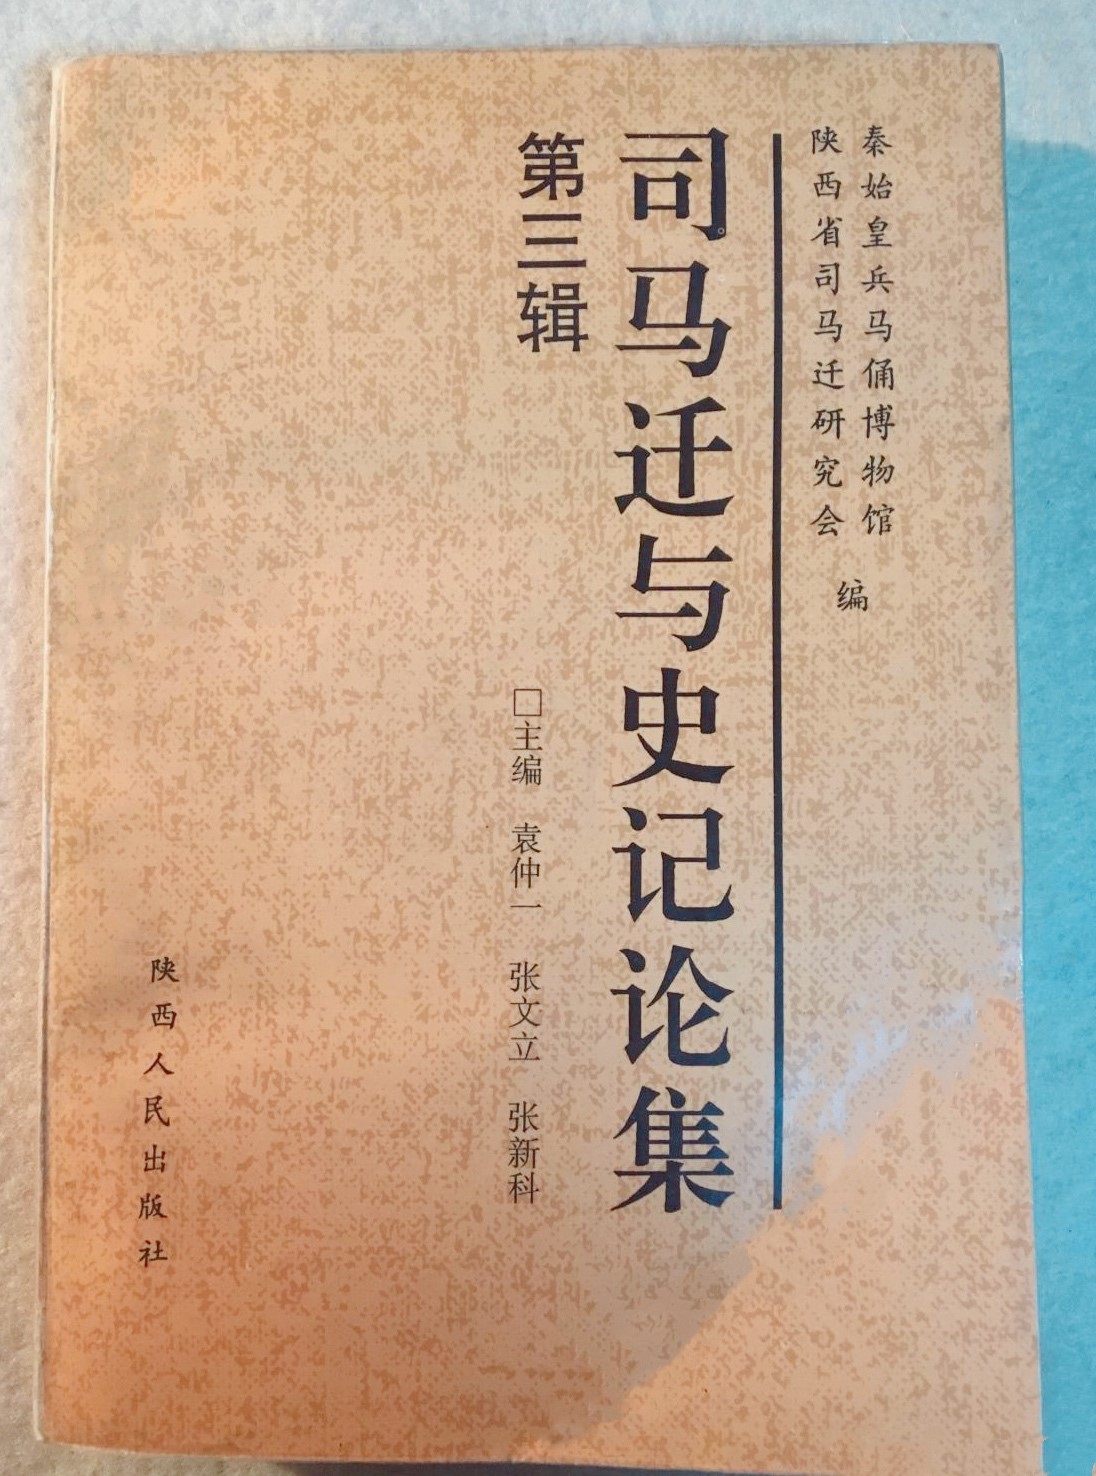 秦始皇兵马俑博物馆
陕西省司马迁研究会
编
司马迁与史记论集
第三辑
□主编 袁仲一 张文立 张新科
陕西人民出版社